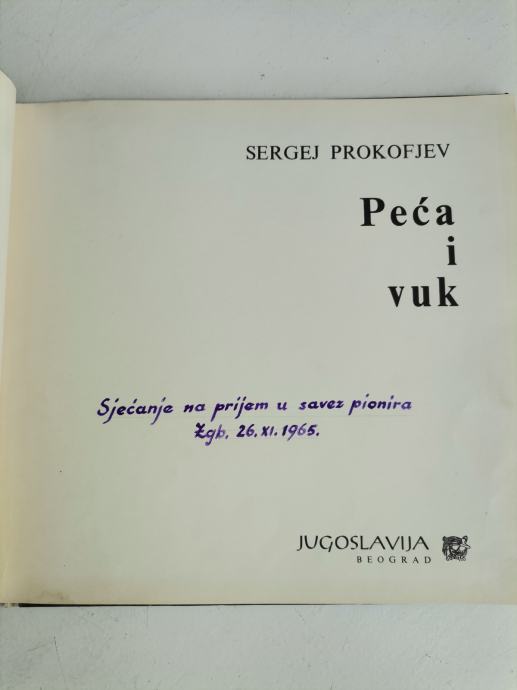 SERGEJ PROKOFJEV
Peća
i
vuk
Sjećanje na prijem u savez pionira
Zgb, 26.XI.1965.
JUGOSLAVIJA
BEOGRAD